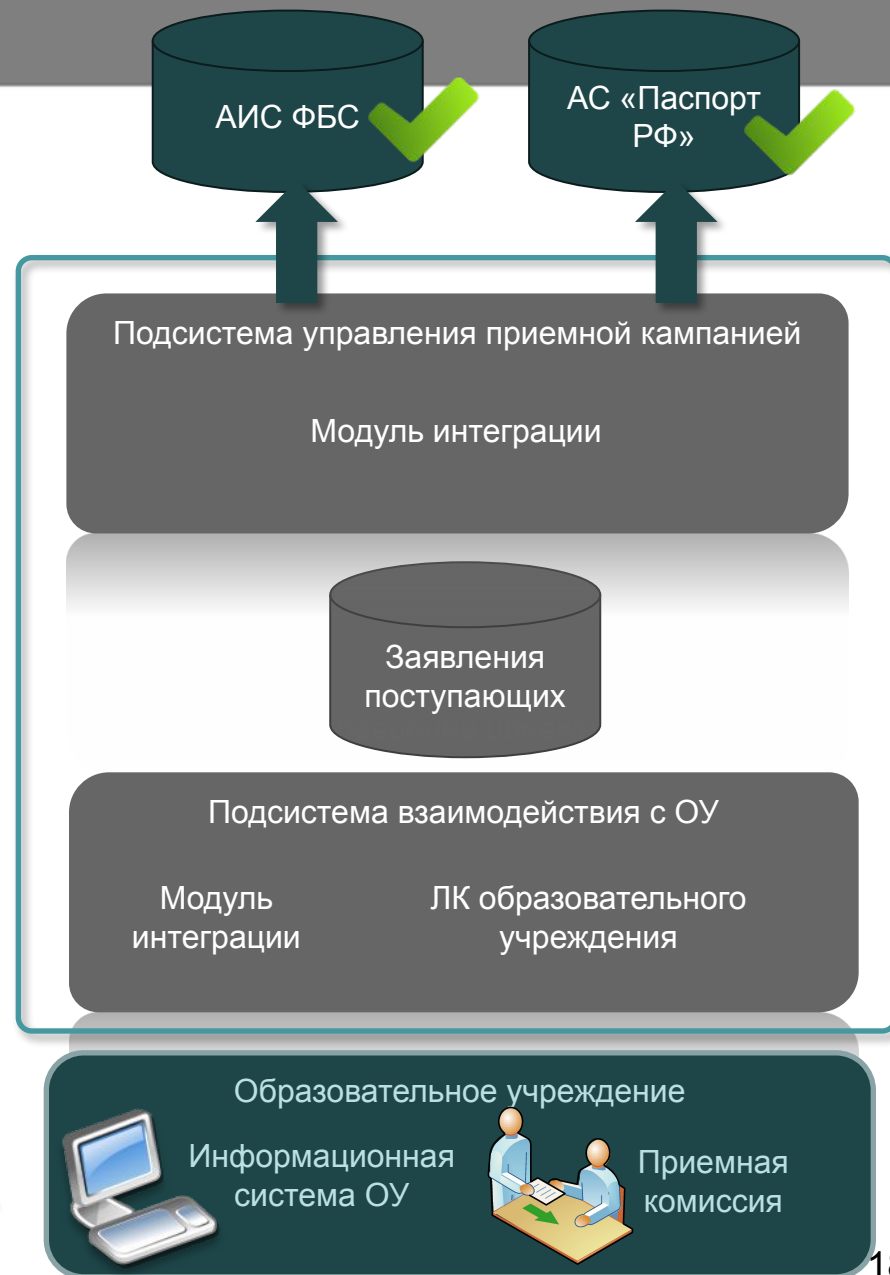 АИС ФБС
АС «Паспорт
РФ»
Подсистема управления приемной кампанией
Модуль интеграции
Заявления
поступающих
Подсистема взаимодействия с ОУ
Модуль
интеграции
ЛК образовательного
учреждения
Образовательное учреждение
Информационная
система ОУ
Приемная
комиссия